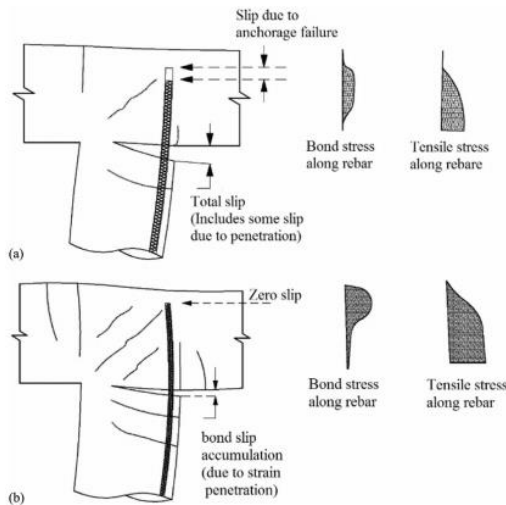 (a)
Slip due to
anchorage failure
Total slip
(Includes some slip
due to penetration)
Bond stress
along rebar
Tensile stress
along rebare
(b)
Zero slip
bond slip
accumulation
(due to strain
penetration)
Bond stress
along rebar
Tensile stress
along rebar